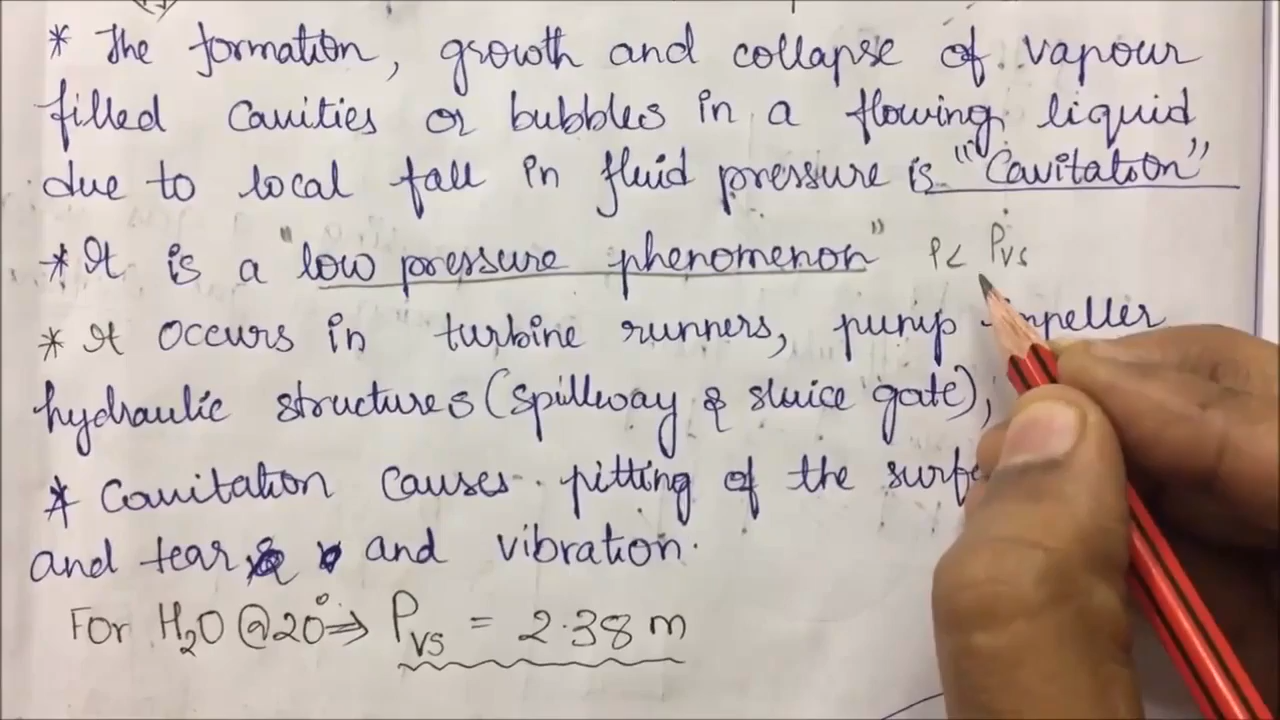 * The formation, growth and collapse of vapour
filled cavities or bubbles in a flowing liquid
due to local fall in fluid pressure is "Cavitation"
* It is a "low pressure phenomenon" P< Pvs
* It occurs in turbine runners, pump impeller
hydraulic structures (spillway & sluice gate),
* Cavitation causes pitting of the
and tear and vibration.
For H₂O @20° ⇒ Pvs = 2.38 m